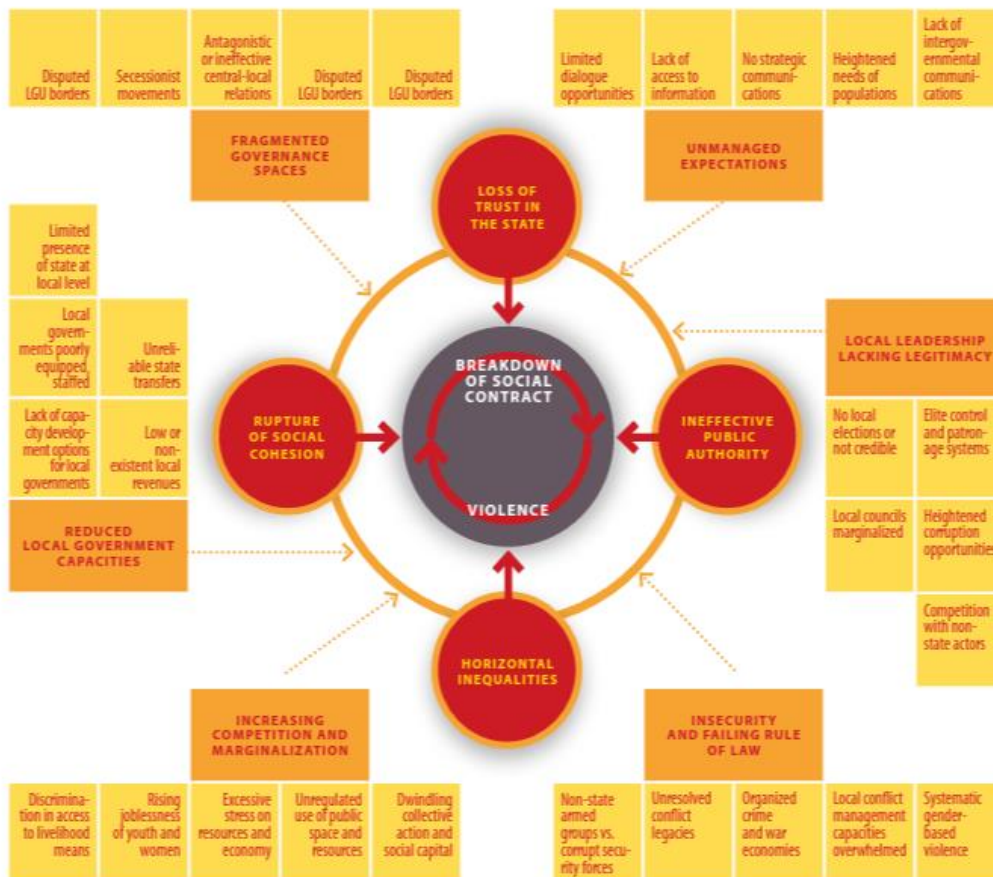 Disputed
LGU borders
Secessionist
movements
Antagonistic
or ineffective
central-local
relations
Disputed
LGU borders
Disputed
LGU borders
Limited
dialogue
opportunities
Lack of
access to
information
No strategic
communi-
cations
Heightened
needs of
populations
Lack of
intergov-
ernmental
communi-
cations
FRAGMENTED
GOVERNANCE
SPACES
UNMANAGED
EXPECTATIONS
LOSS OF
TRUST IN
THE STATE
Limited
presence
of state at
local level
Local
govern-
ments poorly
equipped,
staffed
Unreli-
able state
transfers
Lack of capa-
city develop-
ment options
for local
governments
Low or
non-
existent local
revenues
REDUCED
LOCAL GOVERNMENT
CAPACITIES
RUPTURE
OF SOCIAL
COHESION
BREAKDOWN
OF SOCIAL
CONTRACT
VIOLENCE
INEFFECTIVE
PUBLIC
AUTHORITY
LOCAL LEADERSHIP
LACKING LEGITIMACY
No local
elections or
not credible
Elite control
and patron-
age systems
Local councils
marginalized
Heightened
corruption
opportunities
Competition
with non-
state actors
HORIZONTAL
INEQUALITIES
INCREASING
COMPETITION AND
MARGINALIZATION
INSECURITY
AND FAILING RULE
OF LAW
Discrimina-
tion in access
to livelihood
means
Rising
joblessness
of youth and
women
Excessive
stress on
resources and
economy
Unregulated
use of public
space and
resources
Dwindling
collective
action and
social capital
Non-state
armed
groups vs.
corrupt secu-
rity forces
Unresolved
conflict
legacies
Organized
crime
and war
economies
Local conflict
management
capacities
overwhelmed
Systematic
gender-
based
violence